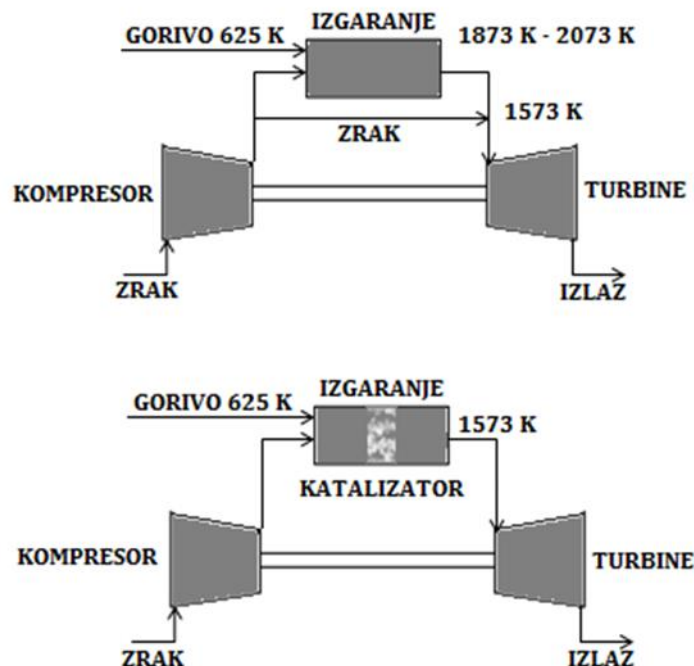 IZGARANJE
GORIVO 625 K
1873 K - 2073 K
1573 K
ZRAK
KOMPRESOR
TURBINE
ZRAK
IZLAZ
IZGARANJE
GORIVO 625 K
1573 K
KATALIZATOR
KOMPRESOR
TURBINE
ZRAK
IZLAZ